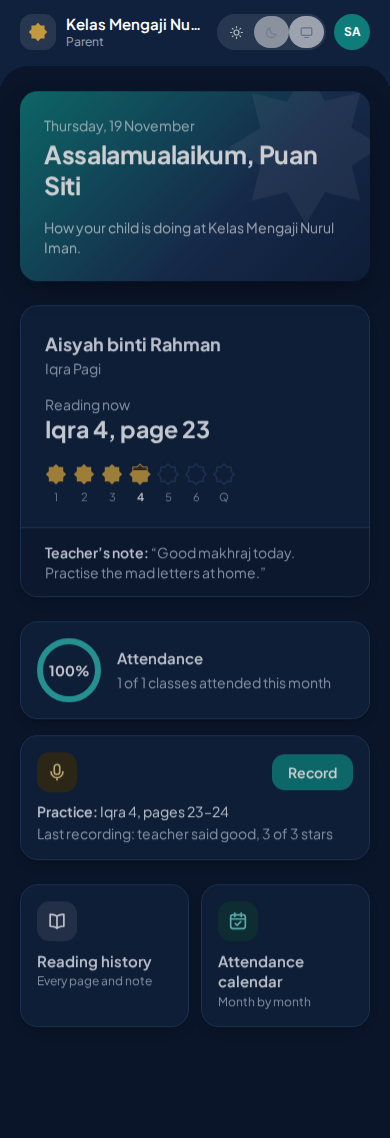 Kelas Mengaji Nu...
Parent
SA
Thursday, 19 November
Assalamualaikum, Puan
Siti
How your child is doing at Kelas Mengaji Nurul
Iman.
Aisyah binti Rahman
Iqra Pagi
Reading now
Iqra 4, page 23
1 2 3 4 5 6 Q
Teacher's note: "Good makhraj today.
Practise the mad letters at home."
100%
Attendance
1 of 1 classes attended this month
Record
Practice: Iqra 4, pages 23–24
Last recording: teacher said good, 3 of 3 stars
Reading history
Every page and note
Attendance
calendar
Month by month